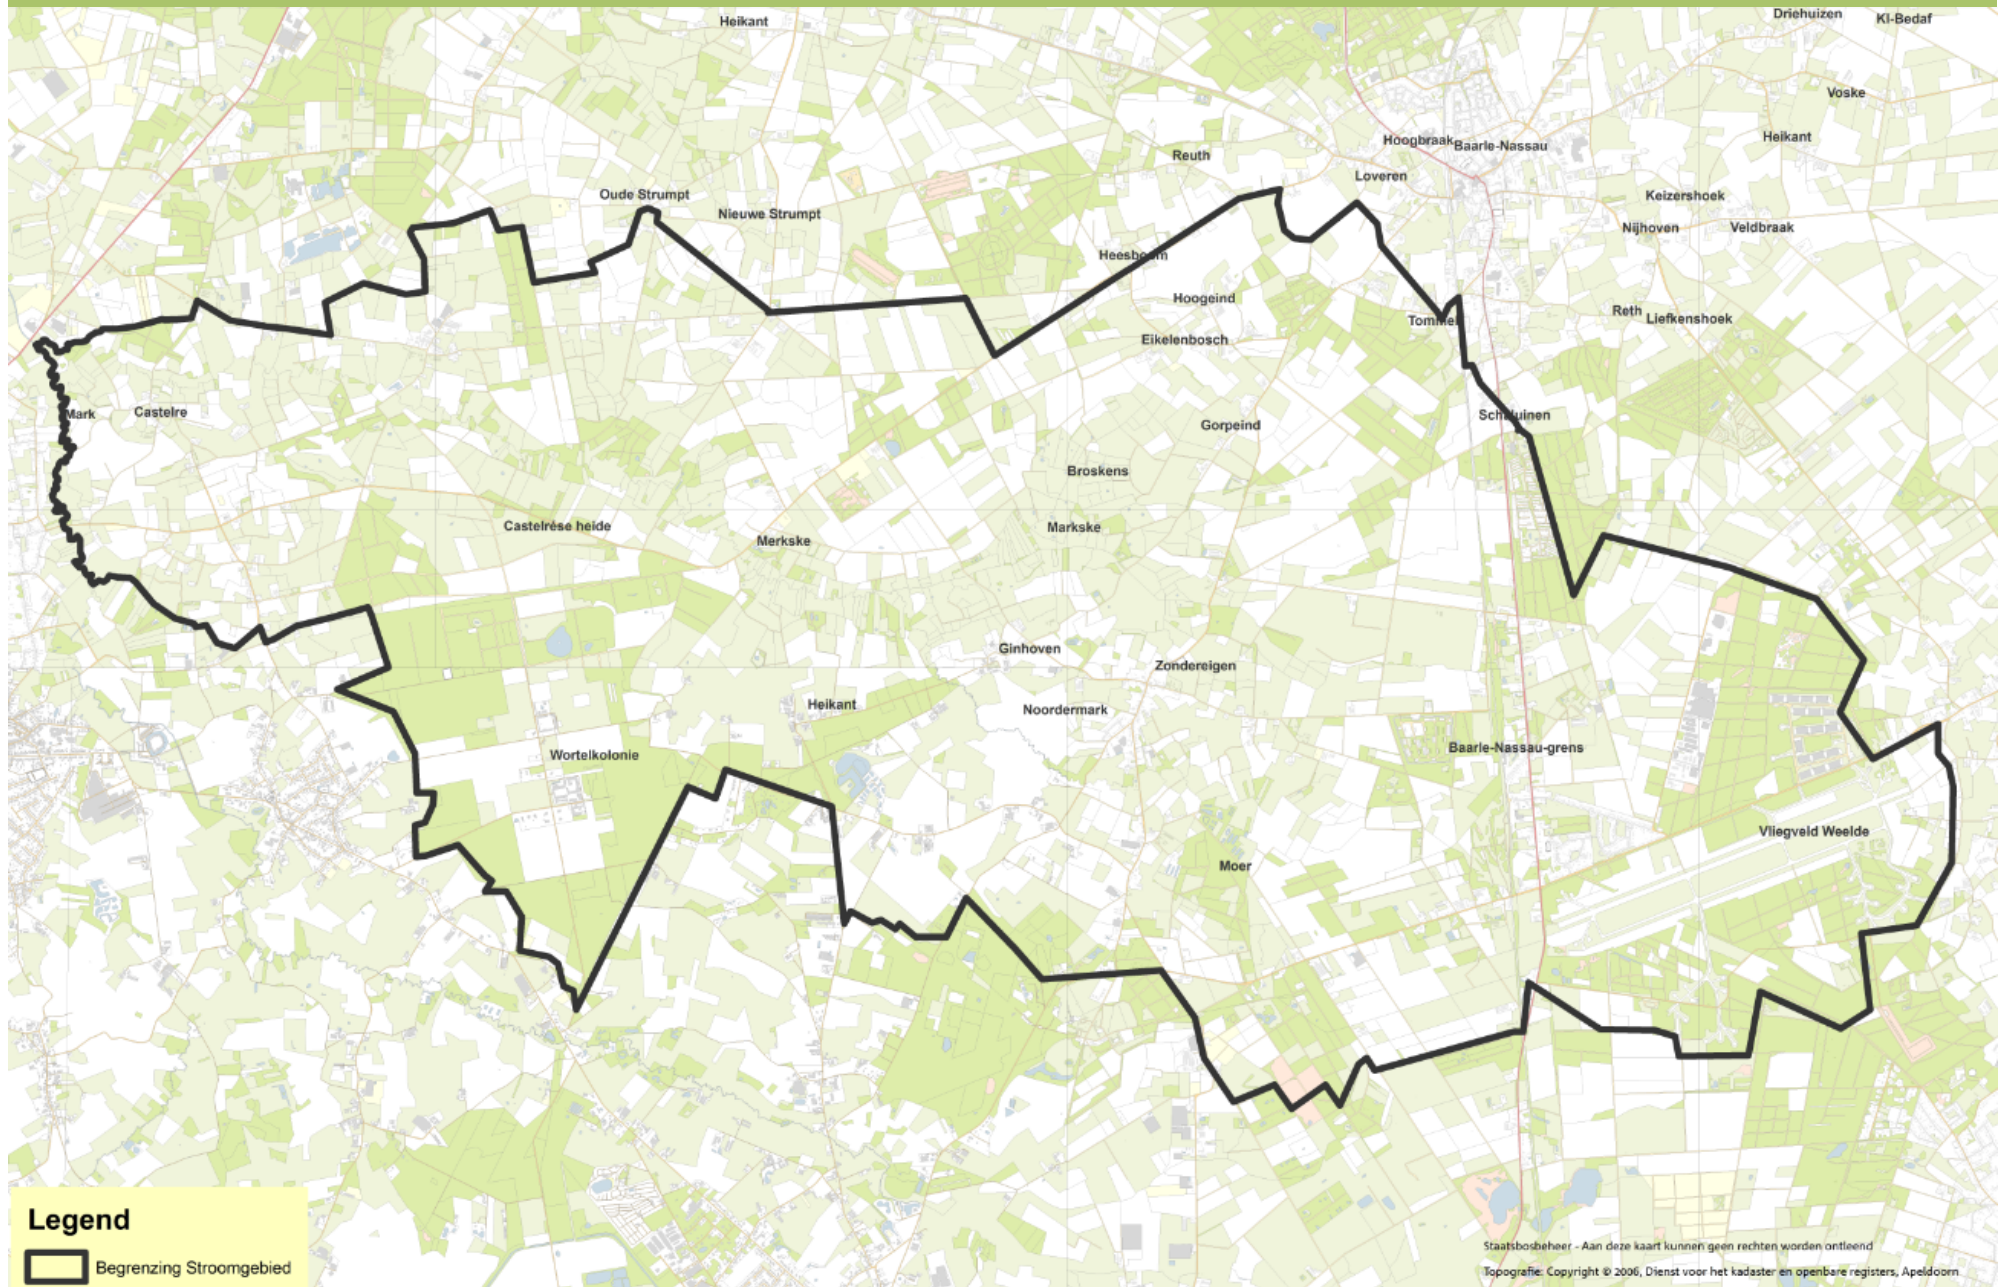 Heikant
Driehuizen
Kl-Bedaf
Voske
Heikant
Hoogbraak
Baarle-Nassau
Reuth
Loveren
Keizershoek
Oude Strumpt
Nieuwe Strumpt
Nijhoven
Veldbraak
Heesboom
Hoogeind
Reth
Liefkenshoek
Tommel
Eikelenbosch
Mark
Castelre
Schaluinen
Gorpeind
Broskens
Castelrése heide
Markske
Merkske
Ginhoven
Zondereigen
Heikant
Noordermark
Wortelkolonie
Baarle-Nassau-grens
Vliegveld Weelde
Moer
Legend
Begrenzing Stroomgebied
Staatsbosbeheer - Aan deze kaart kunnen geen rechten worden ontleend
Topografie: Copyright © 2006, Dienst voor het kadaster en openbare registers, Apeldoorn